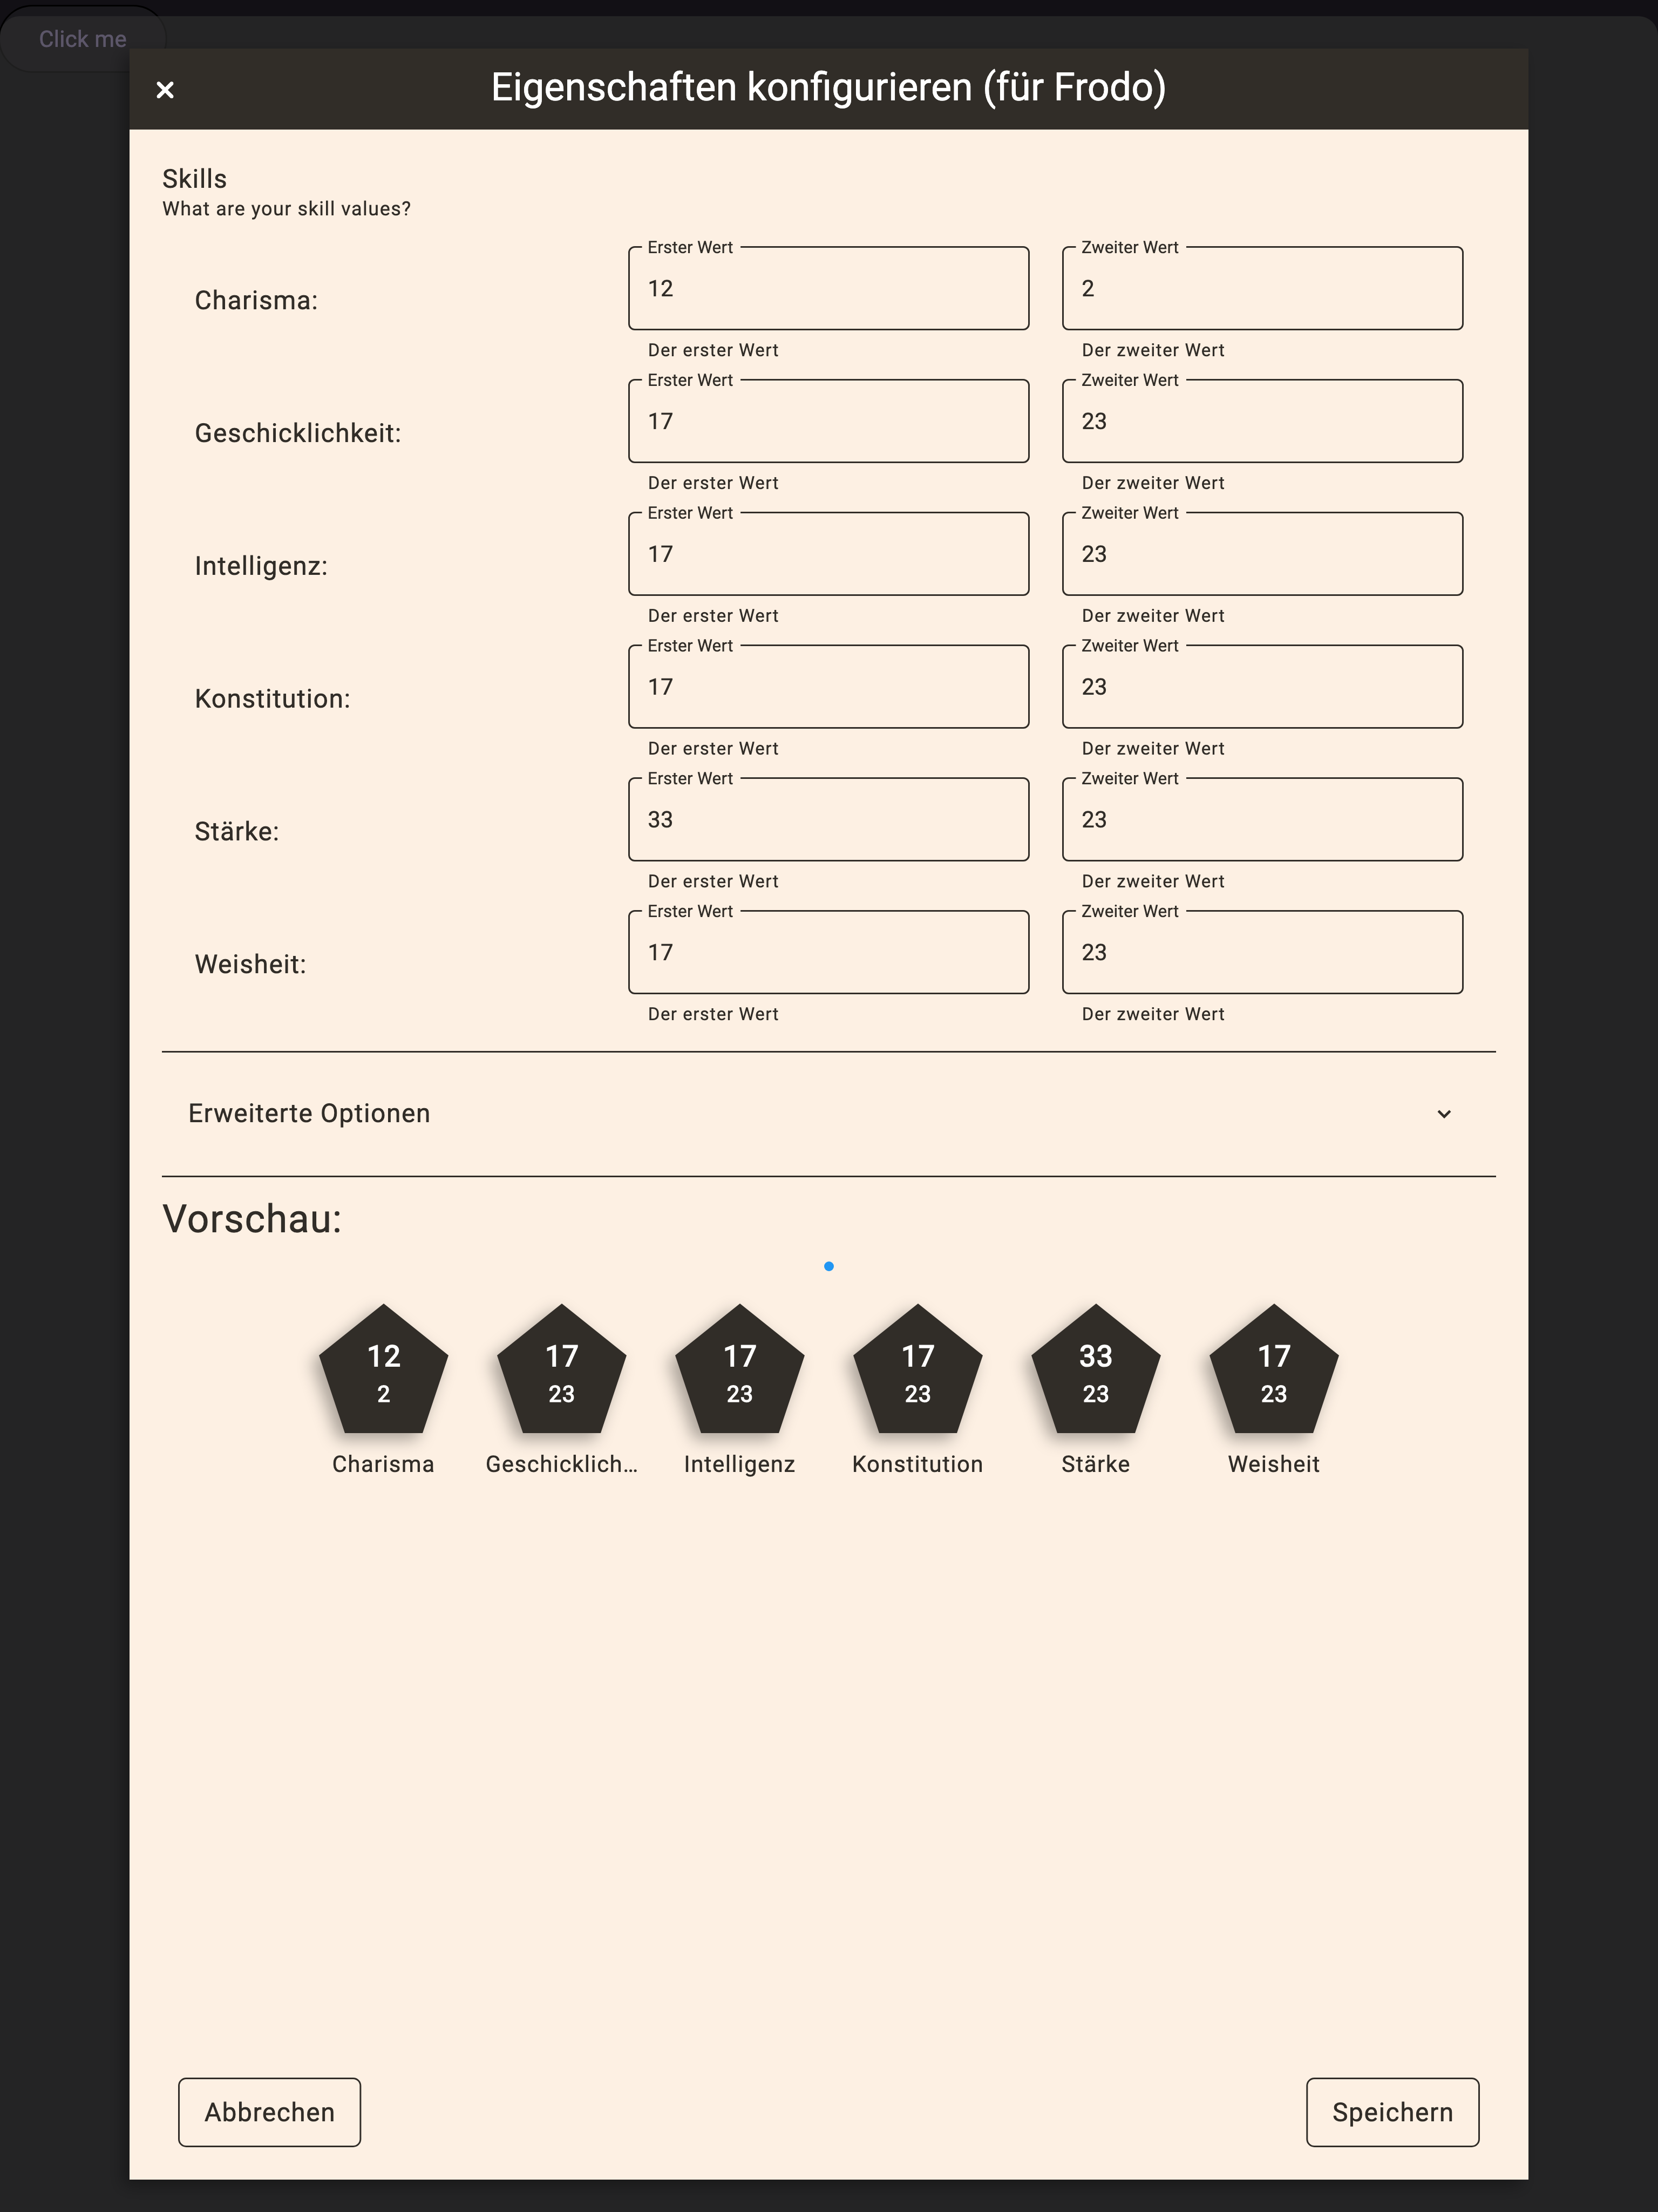 Click me
Eigenschaften konfigurieren (für Frodo)
Skills
What are your skill values?
Charisma:
Erster Wert
12
Der erster Wert
Zweiter Wert
2
Der zweiter Wert
Geschicklichkeit:
Erster Wert
17
Der erster Wert
Zweiter Wert
23
Der zweiter Wert
Intelligenz:
Erster Wert
17
Der erster Wert
Zweiter Wert
23
Der zweiter Wert
Konstitution:
Erster Wert
17
Der erster Wert
Zweiter Wert
23
Der zweiter Wert
Stärke:
Erster Wert
33
Der erster Wert
Zweiter Wert
23
Der zweiter Wert
Weisheit:
Erster Wert
17
Der erster Wert
Zweiter Wert
23
Der zweiter Wert
Erweiterte Optionen
Vorschau:
12
2
Charisma
17
23
Geschicklich...
17
23
Intelligenz
17
23
Konstitution
33
23
Stärke
17
23
Weisheit
Abbrechen
Speichern